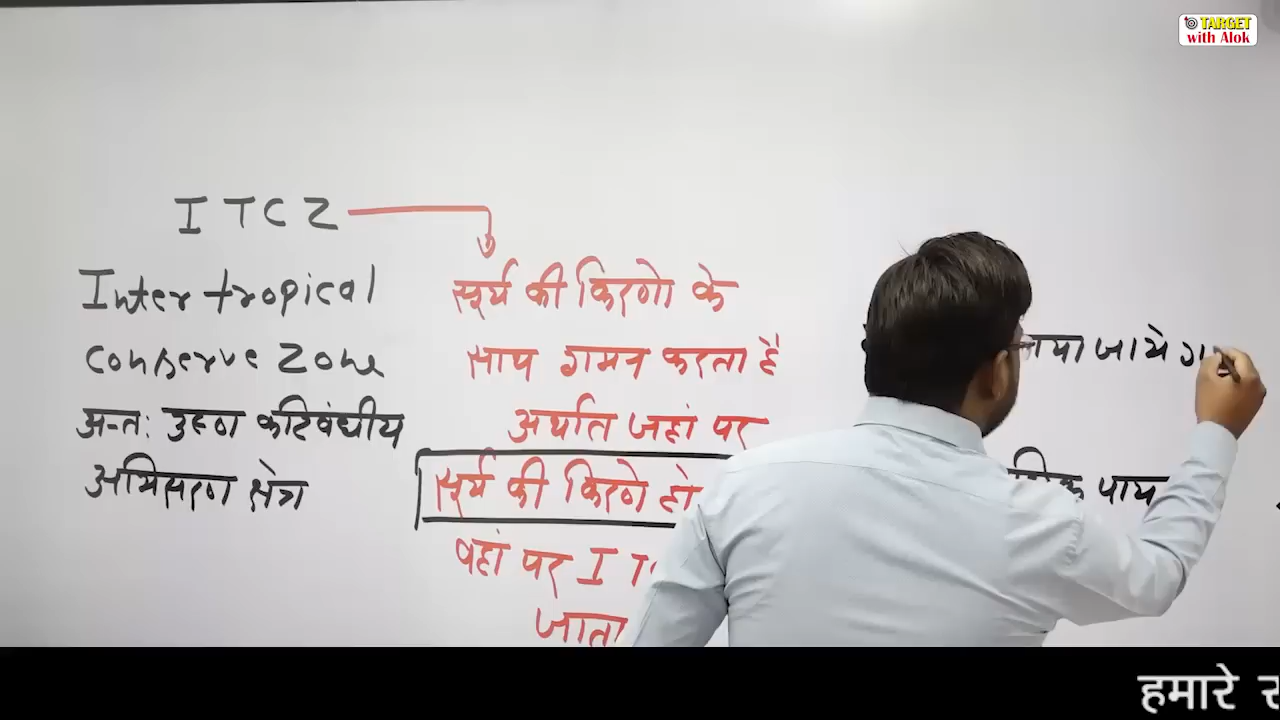 TARGET
with Alok
ITCZ
Inter tropical
Conserve Zone
अन्त: उष्ण कटिबंधीय
अभिसरण क्षेत्र
सूर्य की किरणो के
साथ गमन करता है
अर्थात जहां पर
सूर्य की किरणे हो
वहां पर I T
जाता
जाये
पाया
हमारे